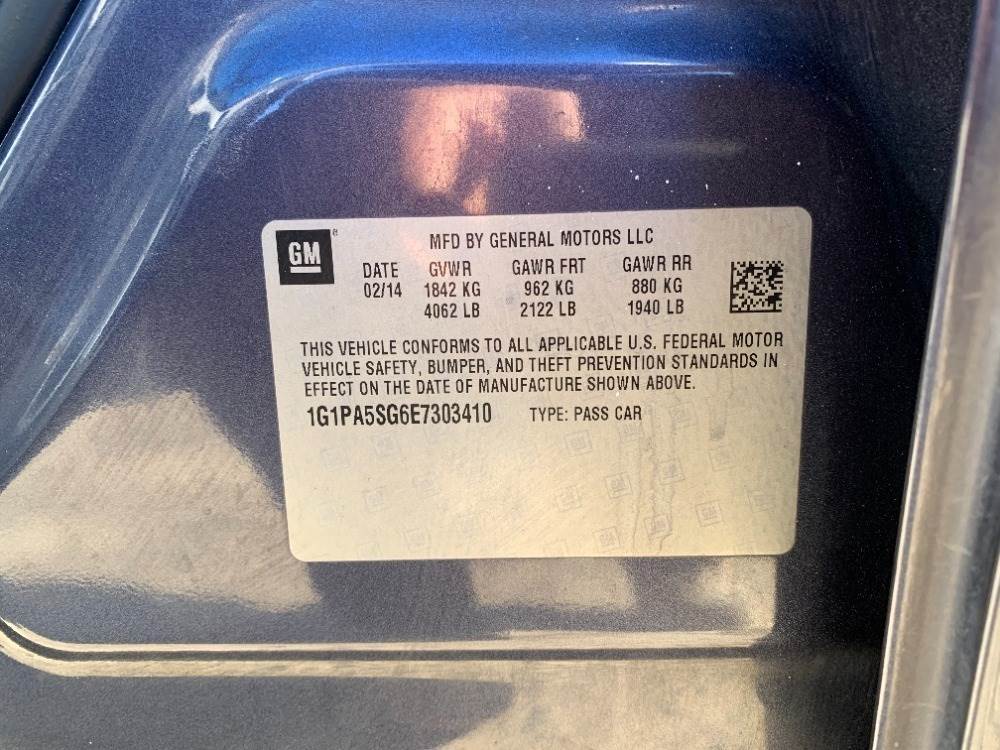 GM
®
MFD BY GENERAL MOTORS LLC
DATE GVWR GAWR FRT GAWR RR
02/14 1842 KG 962 KG 880 KG
4062 LB 2122 LB 1940 LB
THIS VEHICLE CONFORMS TO ALL APPLICABLE U.S. FEDERAL MOTOR
VEHICLE SAFETY, BUMPER, AND THEFT PREVENTION STANDARDS IN
EFFECT ON THE DATE OF MANUFACTURE SHOWN ABOVE.
1G1PA5SG6E7303410 TYPE: PASS CAR